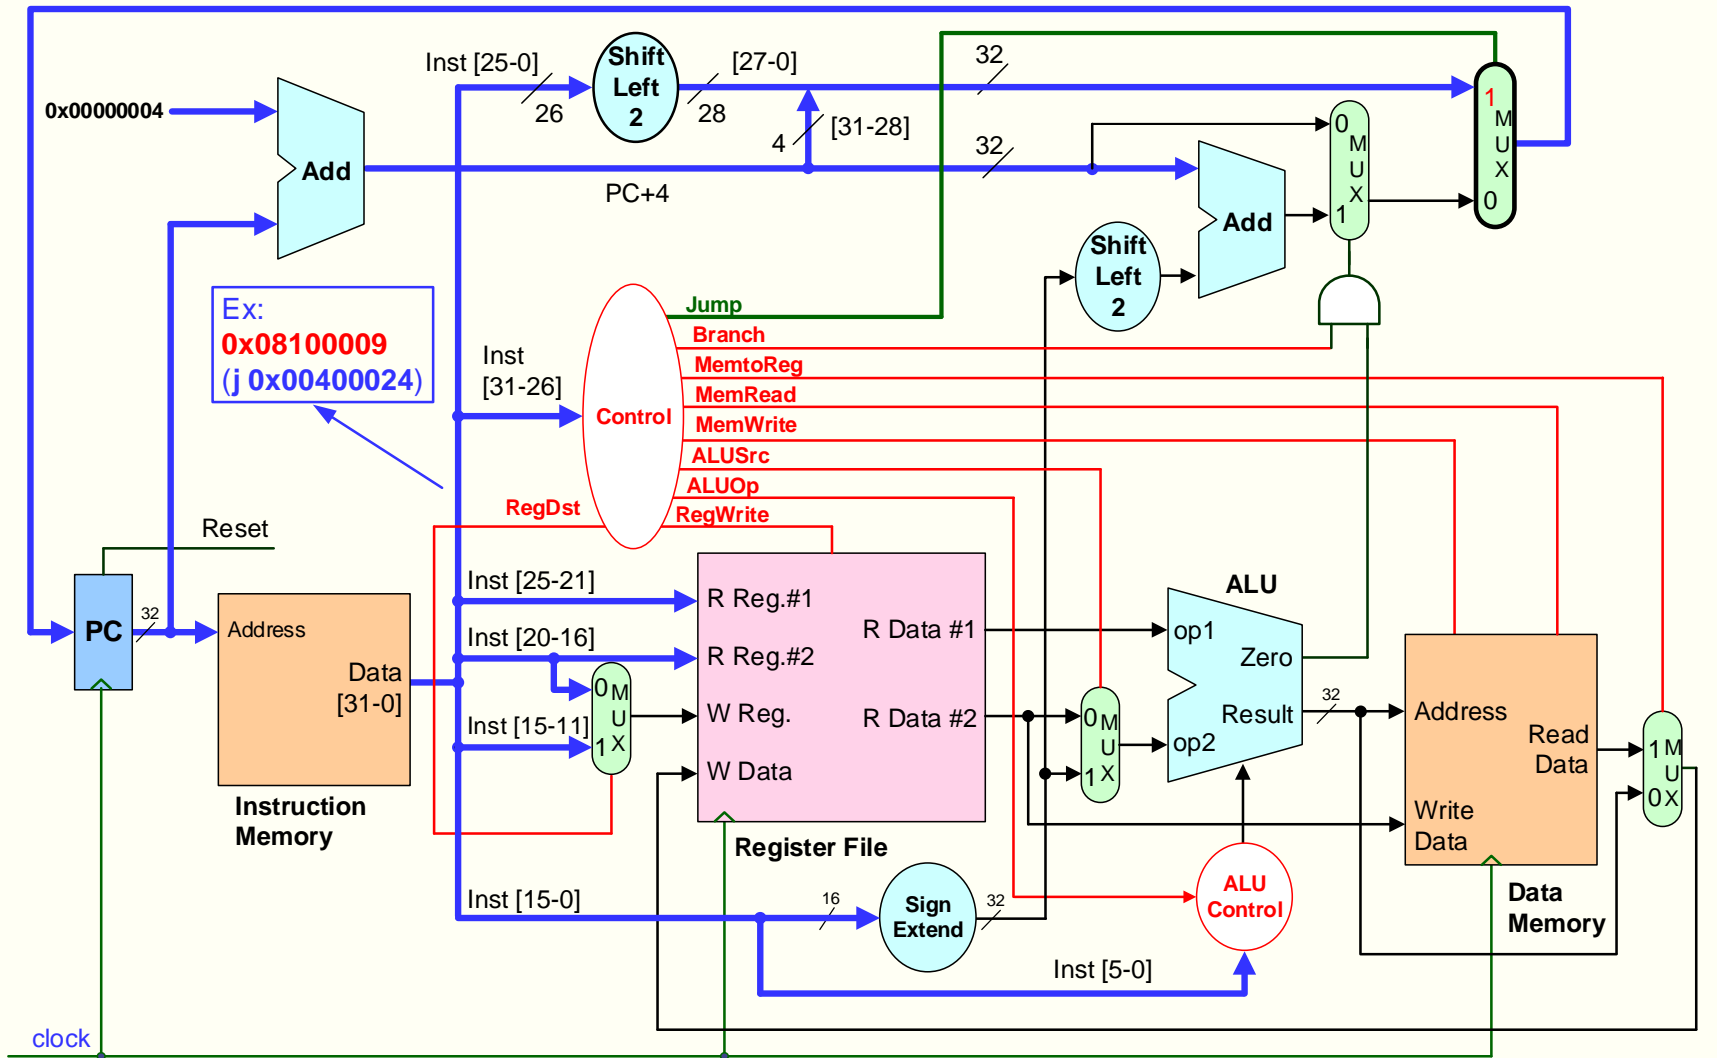 Inst [25-0]
26
Shift
Left
2
[27-0]
28
32
0x00000004
Add
4
[31-28]
PC+4
32
1
M
U
X
0
0
M
U
X
1
Add
Shift
Left
2
Ex:
0x08100009
(j 0x00400024)
Inst
[31-26]
Control
Jump
Branch
MemtoReg
MemRead
MemWrite
ALUSrc
ALUOp
RegWrite
RegDst
Reset
PC
32
Address
Data
[31-0]
Instruction
Memory
Inst [25-21]
Inst [20-16]
Inst [15-11]
0
M
U
X
1
R Reg.#1
R Reg.#2
W Reg.
W Data
R Data #1
R Data #2
Register File
0
M
U
X
1
ALU
op1
op2
Zero
Result
32
Address
Read
Data
Write
Data
Data
Memory
1
M
U
X
0
Inst [15-0]
16
Sign
Extend
32
ALU
Control
Inst [5-0]
clock